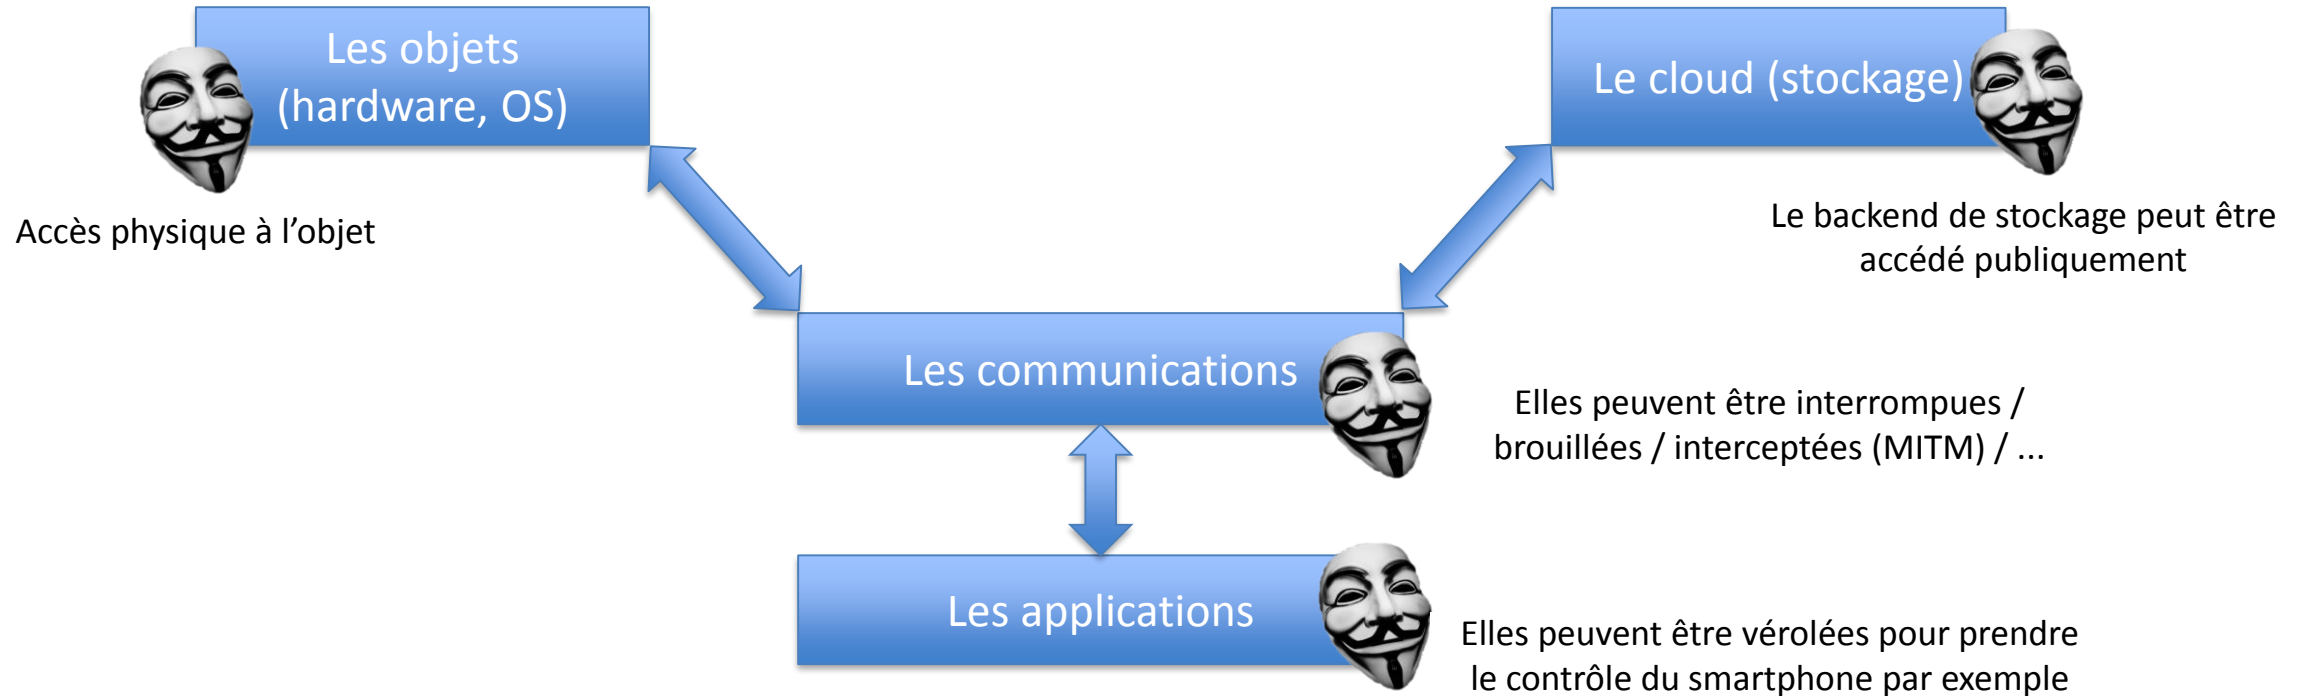 Les objets
(hardware, OS)
Le cloud (stockage)
Accès physique à l’objet
Le backend de stockage peut être
accédé publiquement
Les communications
Elles peuvent être interrompues /
brouillées / interceptées (MITM) / ...
Les applications
Elles peuvent être vérolées pour prendre
le contrôle du smartphone par exemple